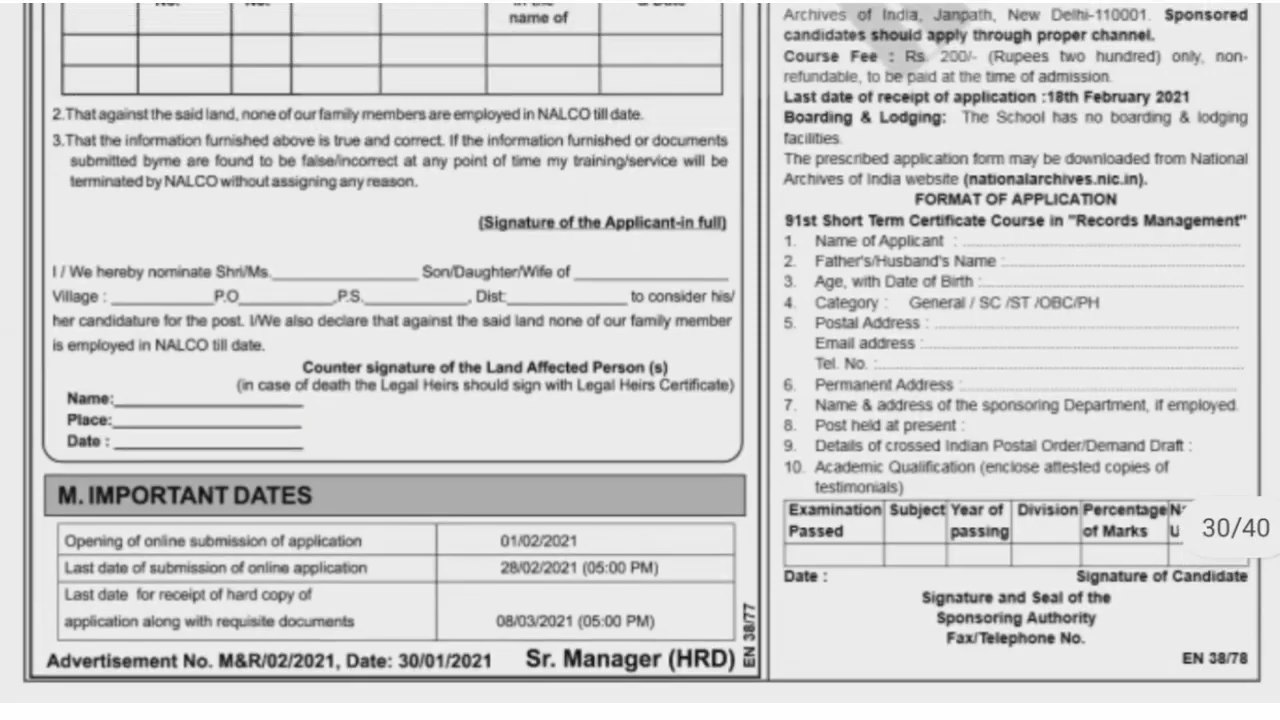 name of
2.That against the said land, none of our family members are employed in NALCO till date.
3.That the information furnished above is true and correct. If the information furnished or documents
submitted byme are found to be false/incorrect at any point of time my training/service will be
terminated by NALCO without assigning any reason.
(Signature of the Applicant-in full)
I / We hereby nominate Shri/Ms.____________ Son/Daughter/Wife of ____________
Village : ____________P.O____________,P.S.____________, Dist:____________ to consider his/
her candidature for the post. I/We also declare that against the said land none of our family member
is employed in NALCO till date.
Counter signature of the Land Affected Person (s)
(in case of death the Legal Heirs should sign with Legal Heirs Certificate)
Name:____________
Place:____________
Date : ____________
M. IMPORTANT DATES
Opening of online submission of application 01/02/2021
Last date of submission of online application 28/02/2021 (05:00 PM)
Last date for receipt of hard copy of
application along with requisite documents 08/03/2021 (05:00 PM)
EN 38/77
Advertisement No. M&R/02/2021, Date: 30/01/2021 Sr. Manager (HRD)
Archives of India, Janpath, New Delhi-110001. Sponsored
candidates should apply through proper channel.
Course Fee : Rs. 200/- (Rupees two hundred) only, non-
refundable, to be paid at the time of admission.
Last date of receipt of application :18th February 2021
Boarding & Lodging: The School has no boarding & lodging
facilities.
The prescribed application form may be downloaded from National
Archives of India website (nationalarchives.nic.in).
FORMAT OF APPLICATION
91st Short Term Certificate Course in "Records Management"
1. Name of Applicant : ............
2. Father's/Husband's Name : ............
3. Age, with Date of Birth : ............
4. Category : General / SC /ST /OBC/PH
5. Postal Address : ............
Email address : ............
Tel. No. : ............
6. Permanent Address : ............
7. Name & address of the sponsoring Department, if employed.
8. Post held at present :
9. Details of crossed Indian Postal Order/Demand Draft :
10. Academic Qualification (enclose attested copies of
testimonials)
Examination Subject Year of Division Percentage
Passed passing of Marks
30/40
Date : Signature of Candidate
Signature and Seal of the
Sponsoring Authority
Fax/Telephone No.
EN 38/78